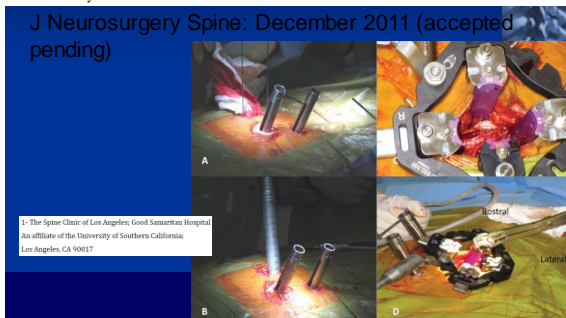 J Neurosurgery Spine: December 2011 (accepted
pending)
A
R
1- The Spine Clinic of Los Angeles; Good Samaritan Hospital
An affiliate of the University of Southern California;
Los Angeles, CA 90017
B
Rostral
Lateral
D